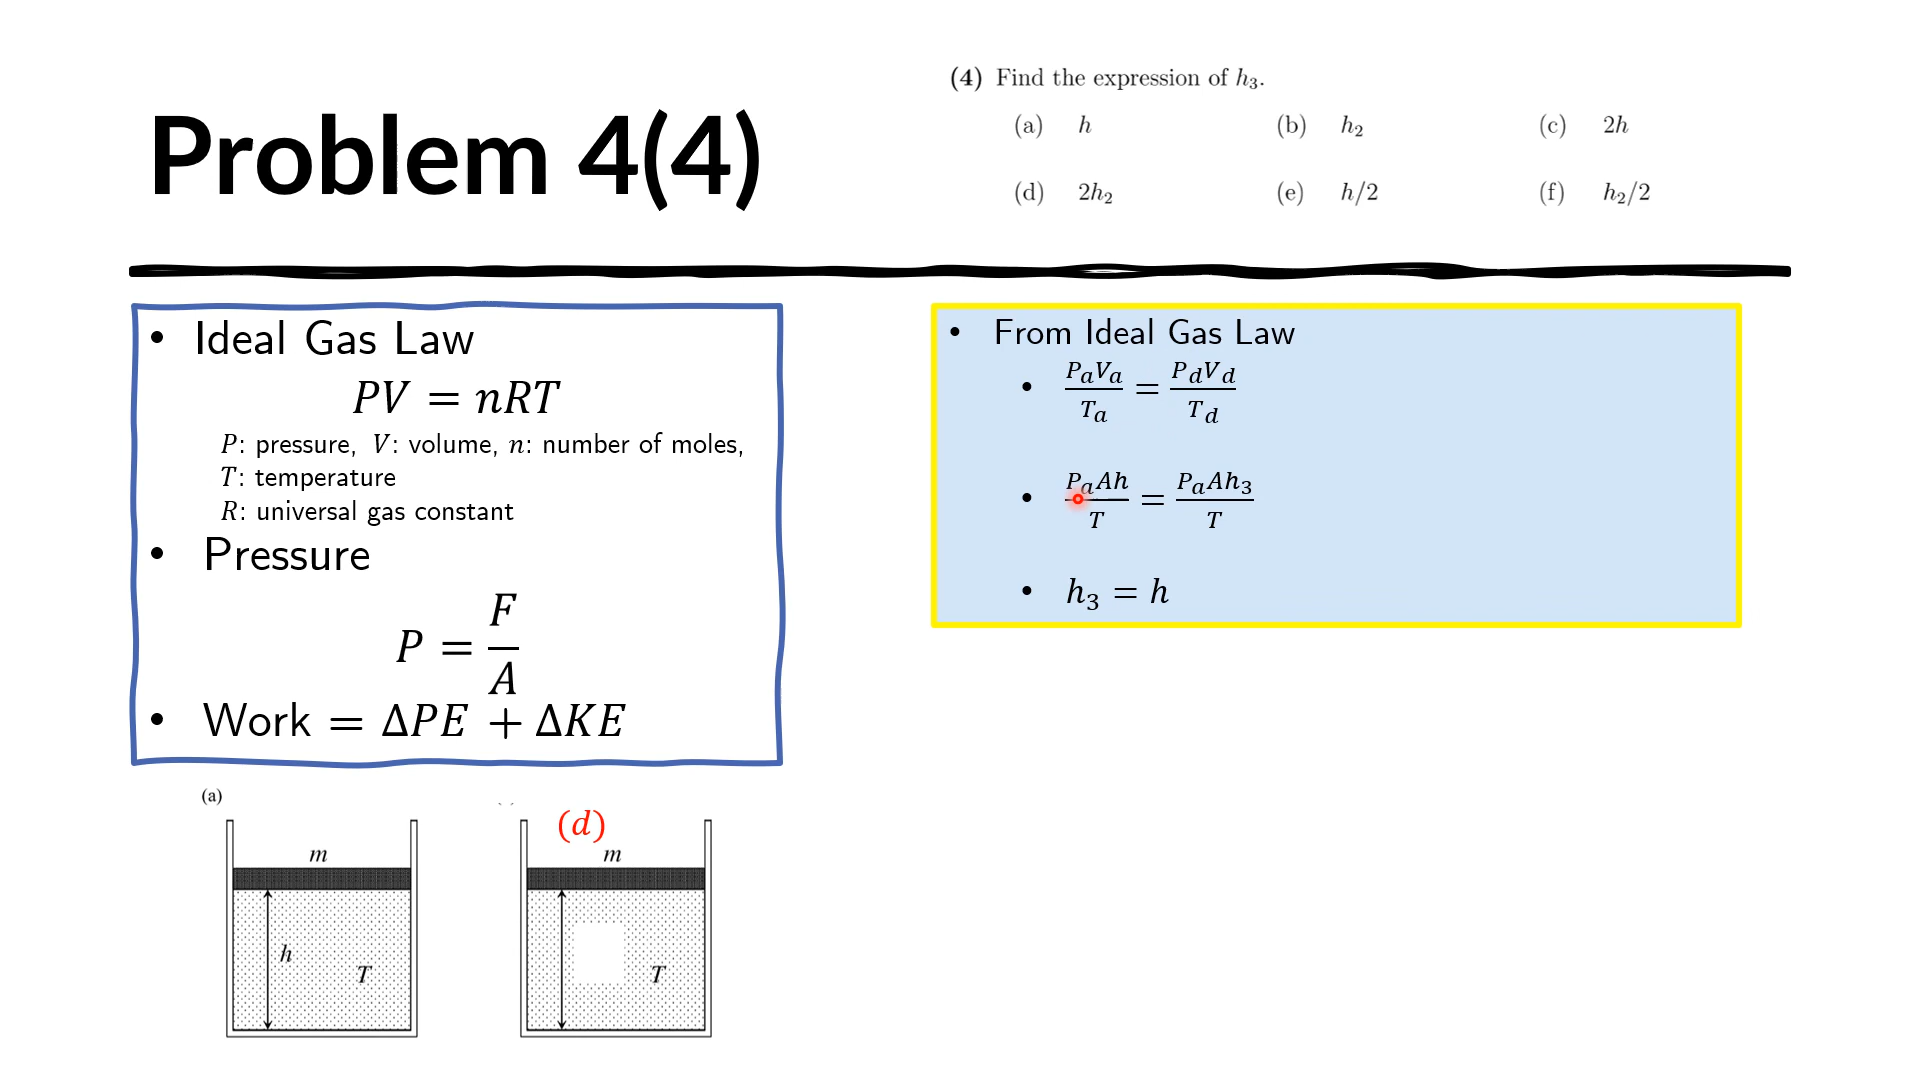 Problem 4(4)
(4) Find the expression of h₃.
(a) h (b) h₂ (c) 2h
(d) 2h₂ (e) h/2 (f) h₂/2
• Ideal Gas Law
PV = nRT
P: pressure, V: volume, n: number of moles,
T: temperature
R: universal gas constant
• Pressure
P = F/A
• Work = ΔPE + ΔKE
• From Ideal Gas Law
• PₐVₐ/Tₐ = P_dV_d/T_d
• PₐAh/T = PₐAh₃/T
• h₃ = h
(a)
m
h
T
(d)
m
T